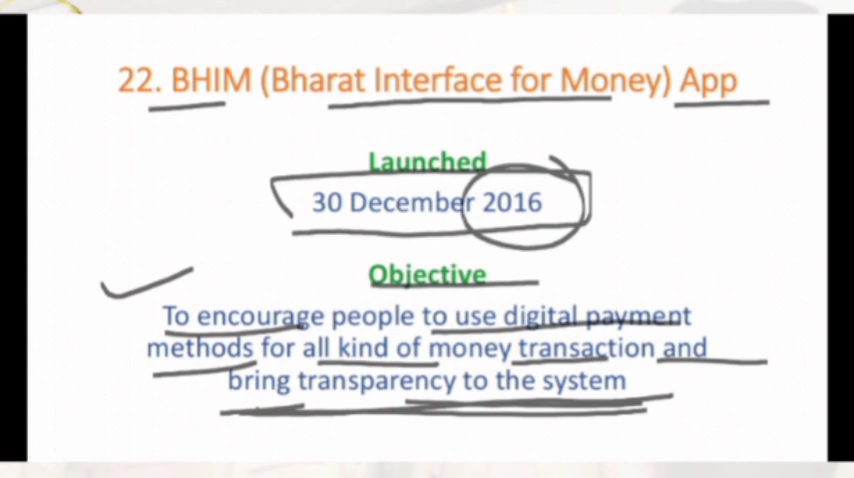 22. BHIM (Bharat Interface for Money) App
Launched
30 December 2016
Objective
To encourage people to use digital payment
methods for all kind of money transaction and
bring transparency to the system